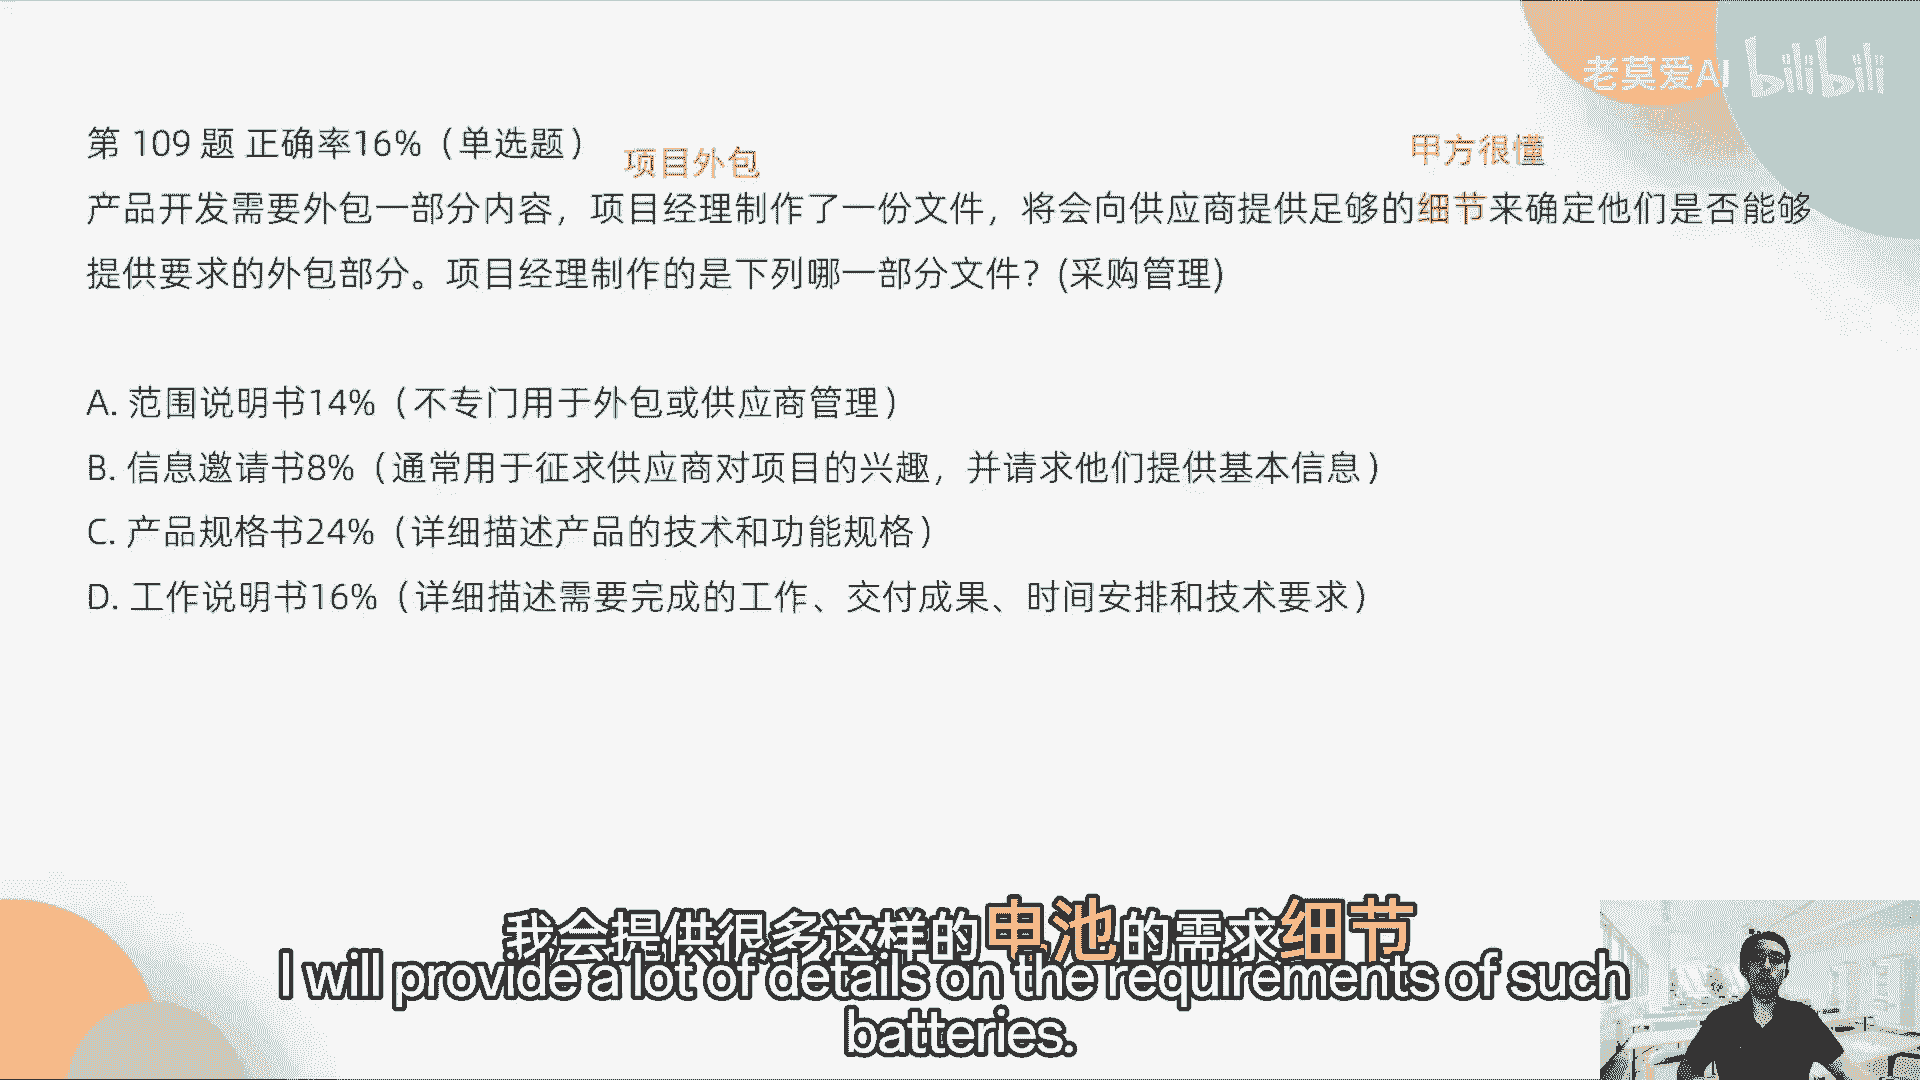 老莫爱AI bilibili
第 109 题 正确率16%（单选题）
项目外包
甲方很懂
产品开发需要外包一部分内容，项目经理制作了一份文件，将会向供应商提供足够的细节来确定他们是否能够
提供要求的外包部分。项目经理制作的是下列哪一部分文件？(采购管理)
A. 范围说明书14%（不专门用于外包或供应商管理）
B. 信息邀请书8%（通常用于征求供应商对项目的兴趣，并请求他们提供基本信息）
C. 产品规格书24%（详细描述产品的技术和功能规格）
D. 工作说明书16%（详细描述需要完成的工作、交付成果、时间安排和技术要求）
我会提供很多这样的电池的需求细节
I will provide a lot of details on the requirements of such
batteries.